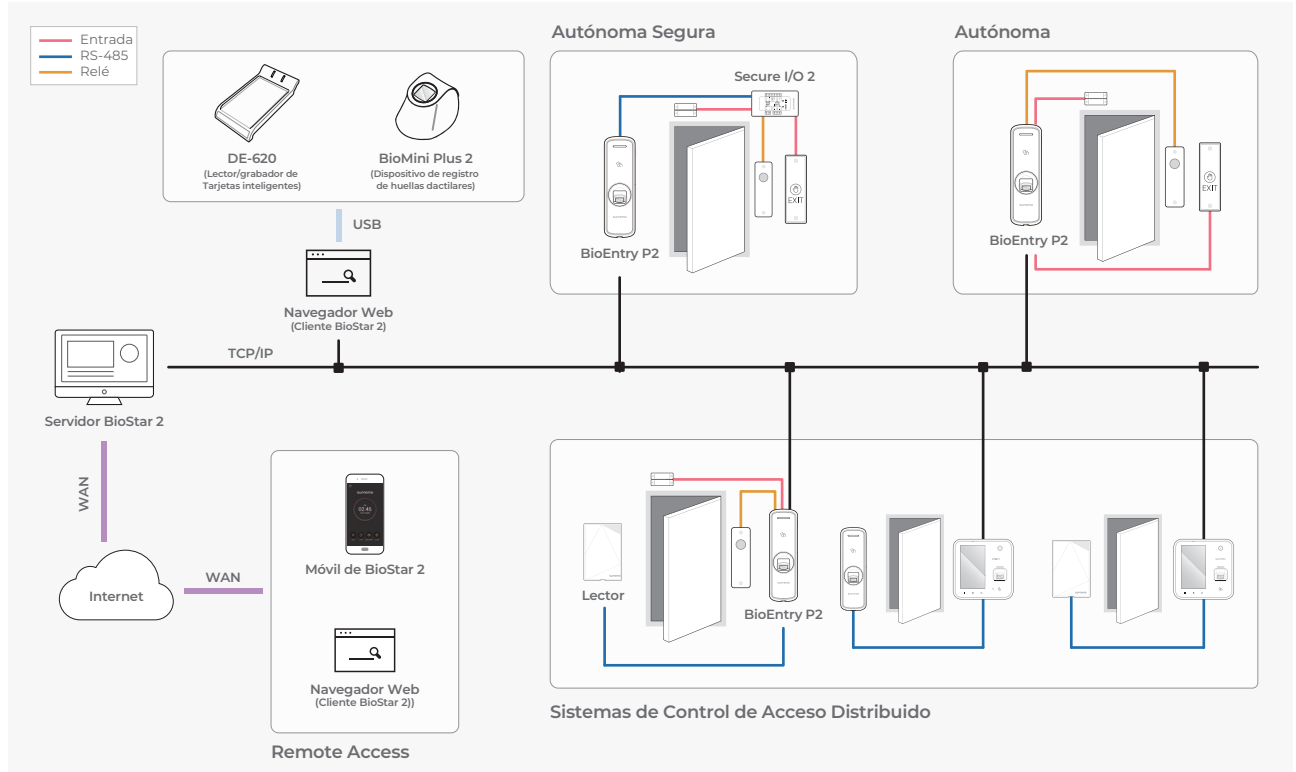 Entrada
RS-485
Relé
DE-620
(Lector/grabador de
Tarjetas inteligentes)
BioMini Plus 2
(Dispositivo de registro
de huellas dactilares)
USB
Navegador Web
(Cliente BioStar 2)
TCP/IP
Servidor BioStar 2
WAN
Internet
WAN
Móvil de BioStar 2
Navegador Web
(Cliente BioStar 2))
Remote Access
Autónoma Segura
Secure I/O 2
EXIT
BioEntry P2
Autónoma
EXIT
BioEntry P2
Lector
BioEntry P2
Sistemas de Control de Acceso Distribuido